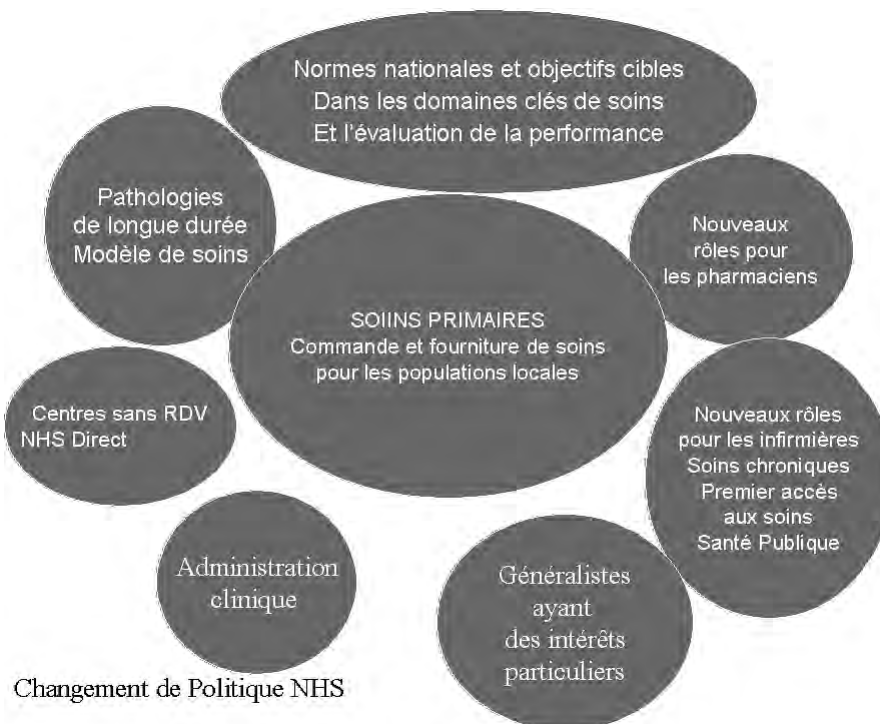 Normes nationales et objectifs cibles
Dans les domaines clés de soins
Et l'évaluation de la performance
Pathologies
de longue durée
Modèle de soins
Nouveaux
rôles pour
les pharmaciens
SOIINS PRIMAIRES
Commande et fourniture de soins
pour les populations locales
Centres sans RDV
NHS Direct
Nouveaux rôles
pour les infirmières
Soins chroniques
Premier accès
aux soins
Santé Publique
Administration
clinique
Généralistes
ayant
des intérêts
particuliers
Changement de Politique NHS